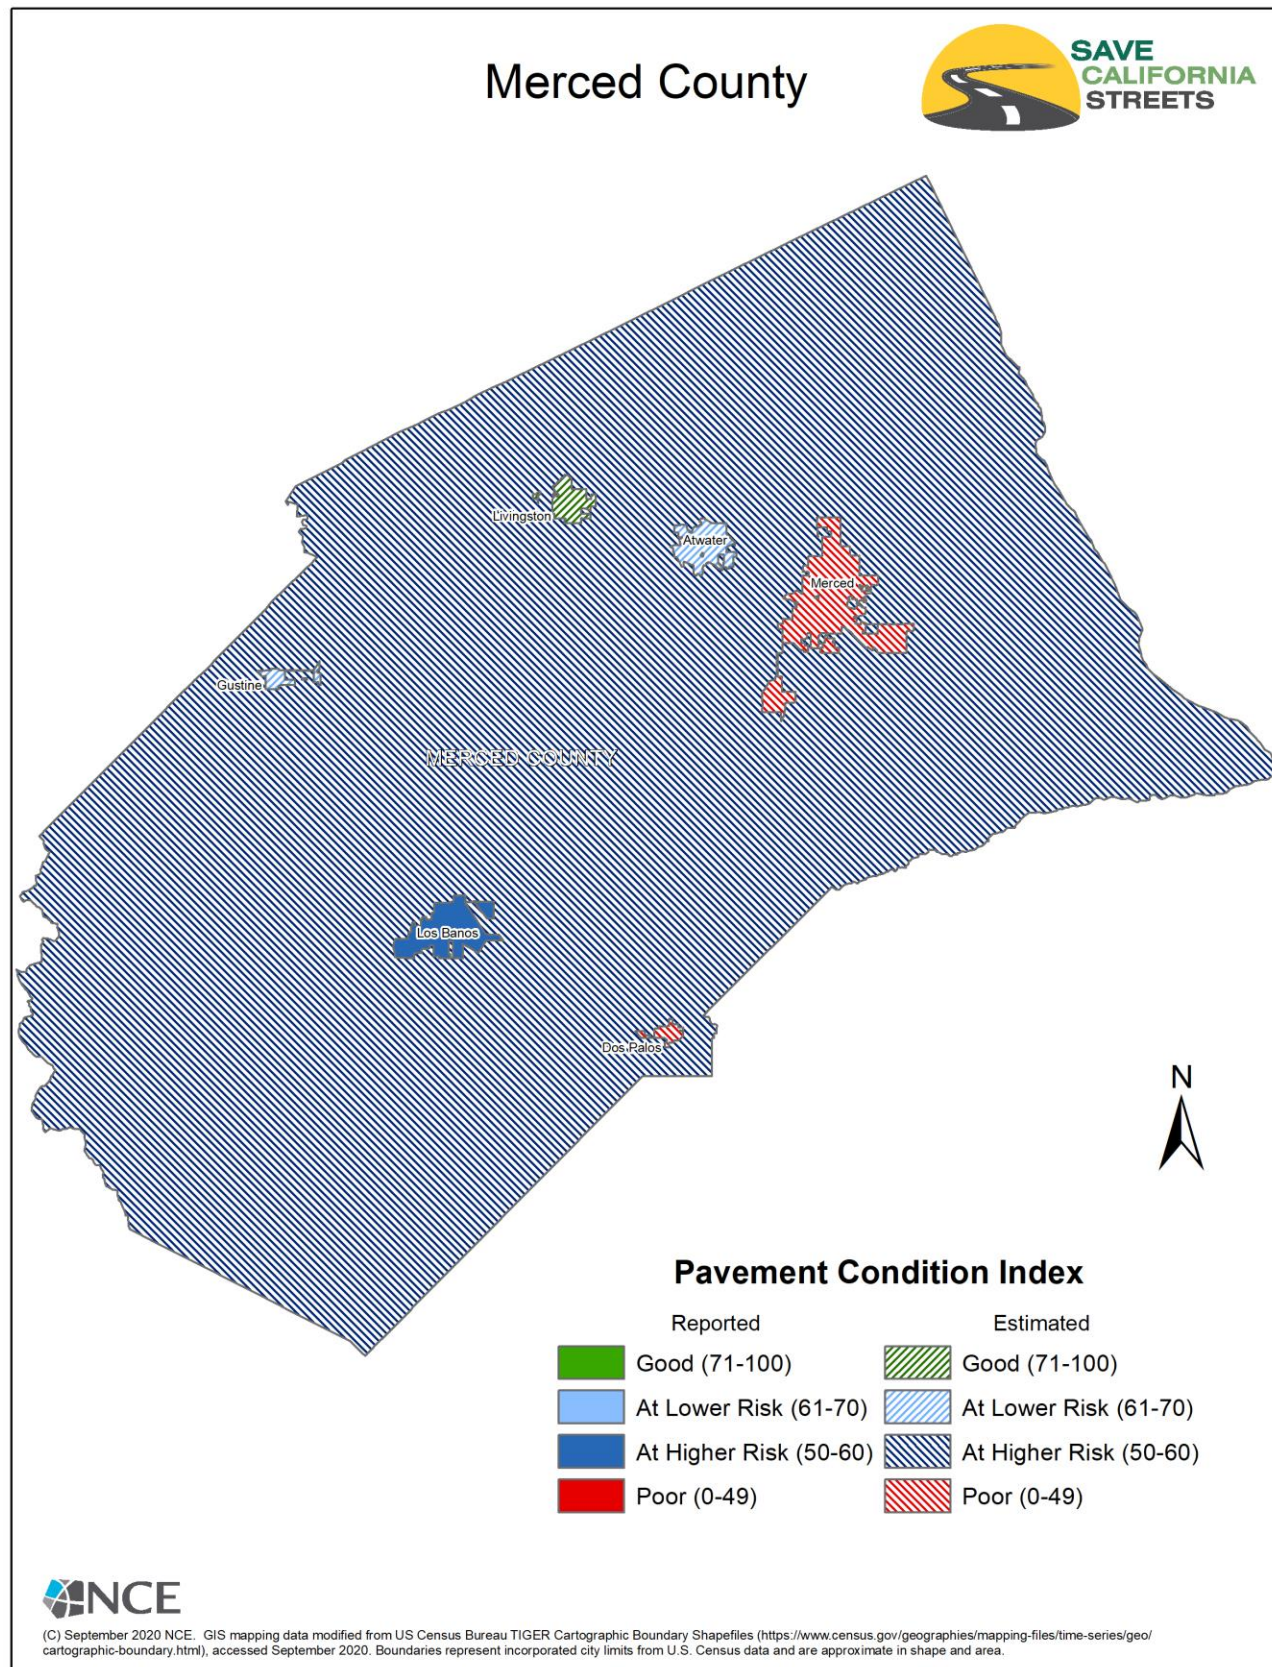 Merced County
SAVE
CALIFORNIA
STREETS
Livingston
Atwater
Merced
Gustine
MERCED COUNTY
Los Banos
Dos Palos
N
Pavement Condition Index
Reported
Estimated
Good (71-100)
Good (71-100)
At Lower Risk (61-70)
At Lower Risk (61-70)
At Higher Risk (50-60)
At Higher Risk (50-60)
Poor (0-49)
Poor (0-49)
NCE
(C) September 2020 NCE. GIS mapping data modified from US Census Bureau TIGER Cartographic Boundary Shapefiles (https://www.census.gov/geographies/mapping-files/time-series/geo/
cartographic-boundary.html), accessed September 2020. Boundaries represent incorporated city limits from U.S. Census data and are approximate in shape and area.